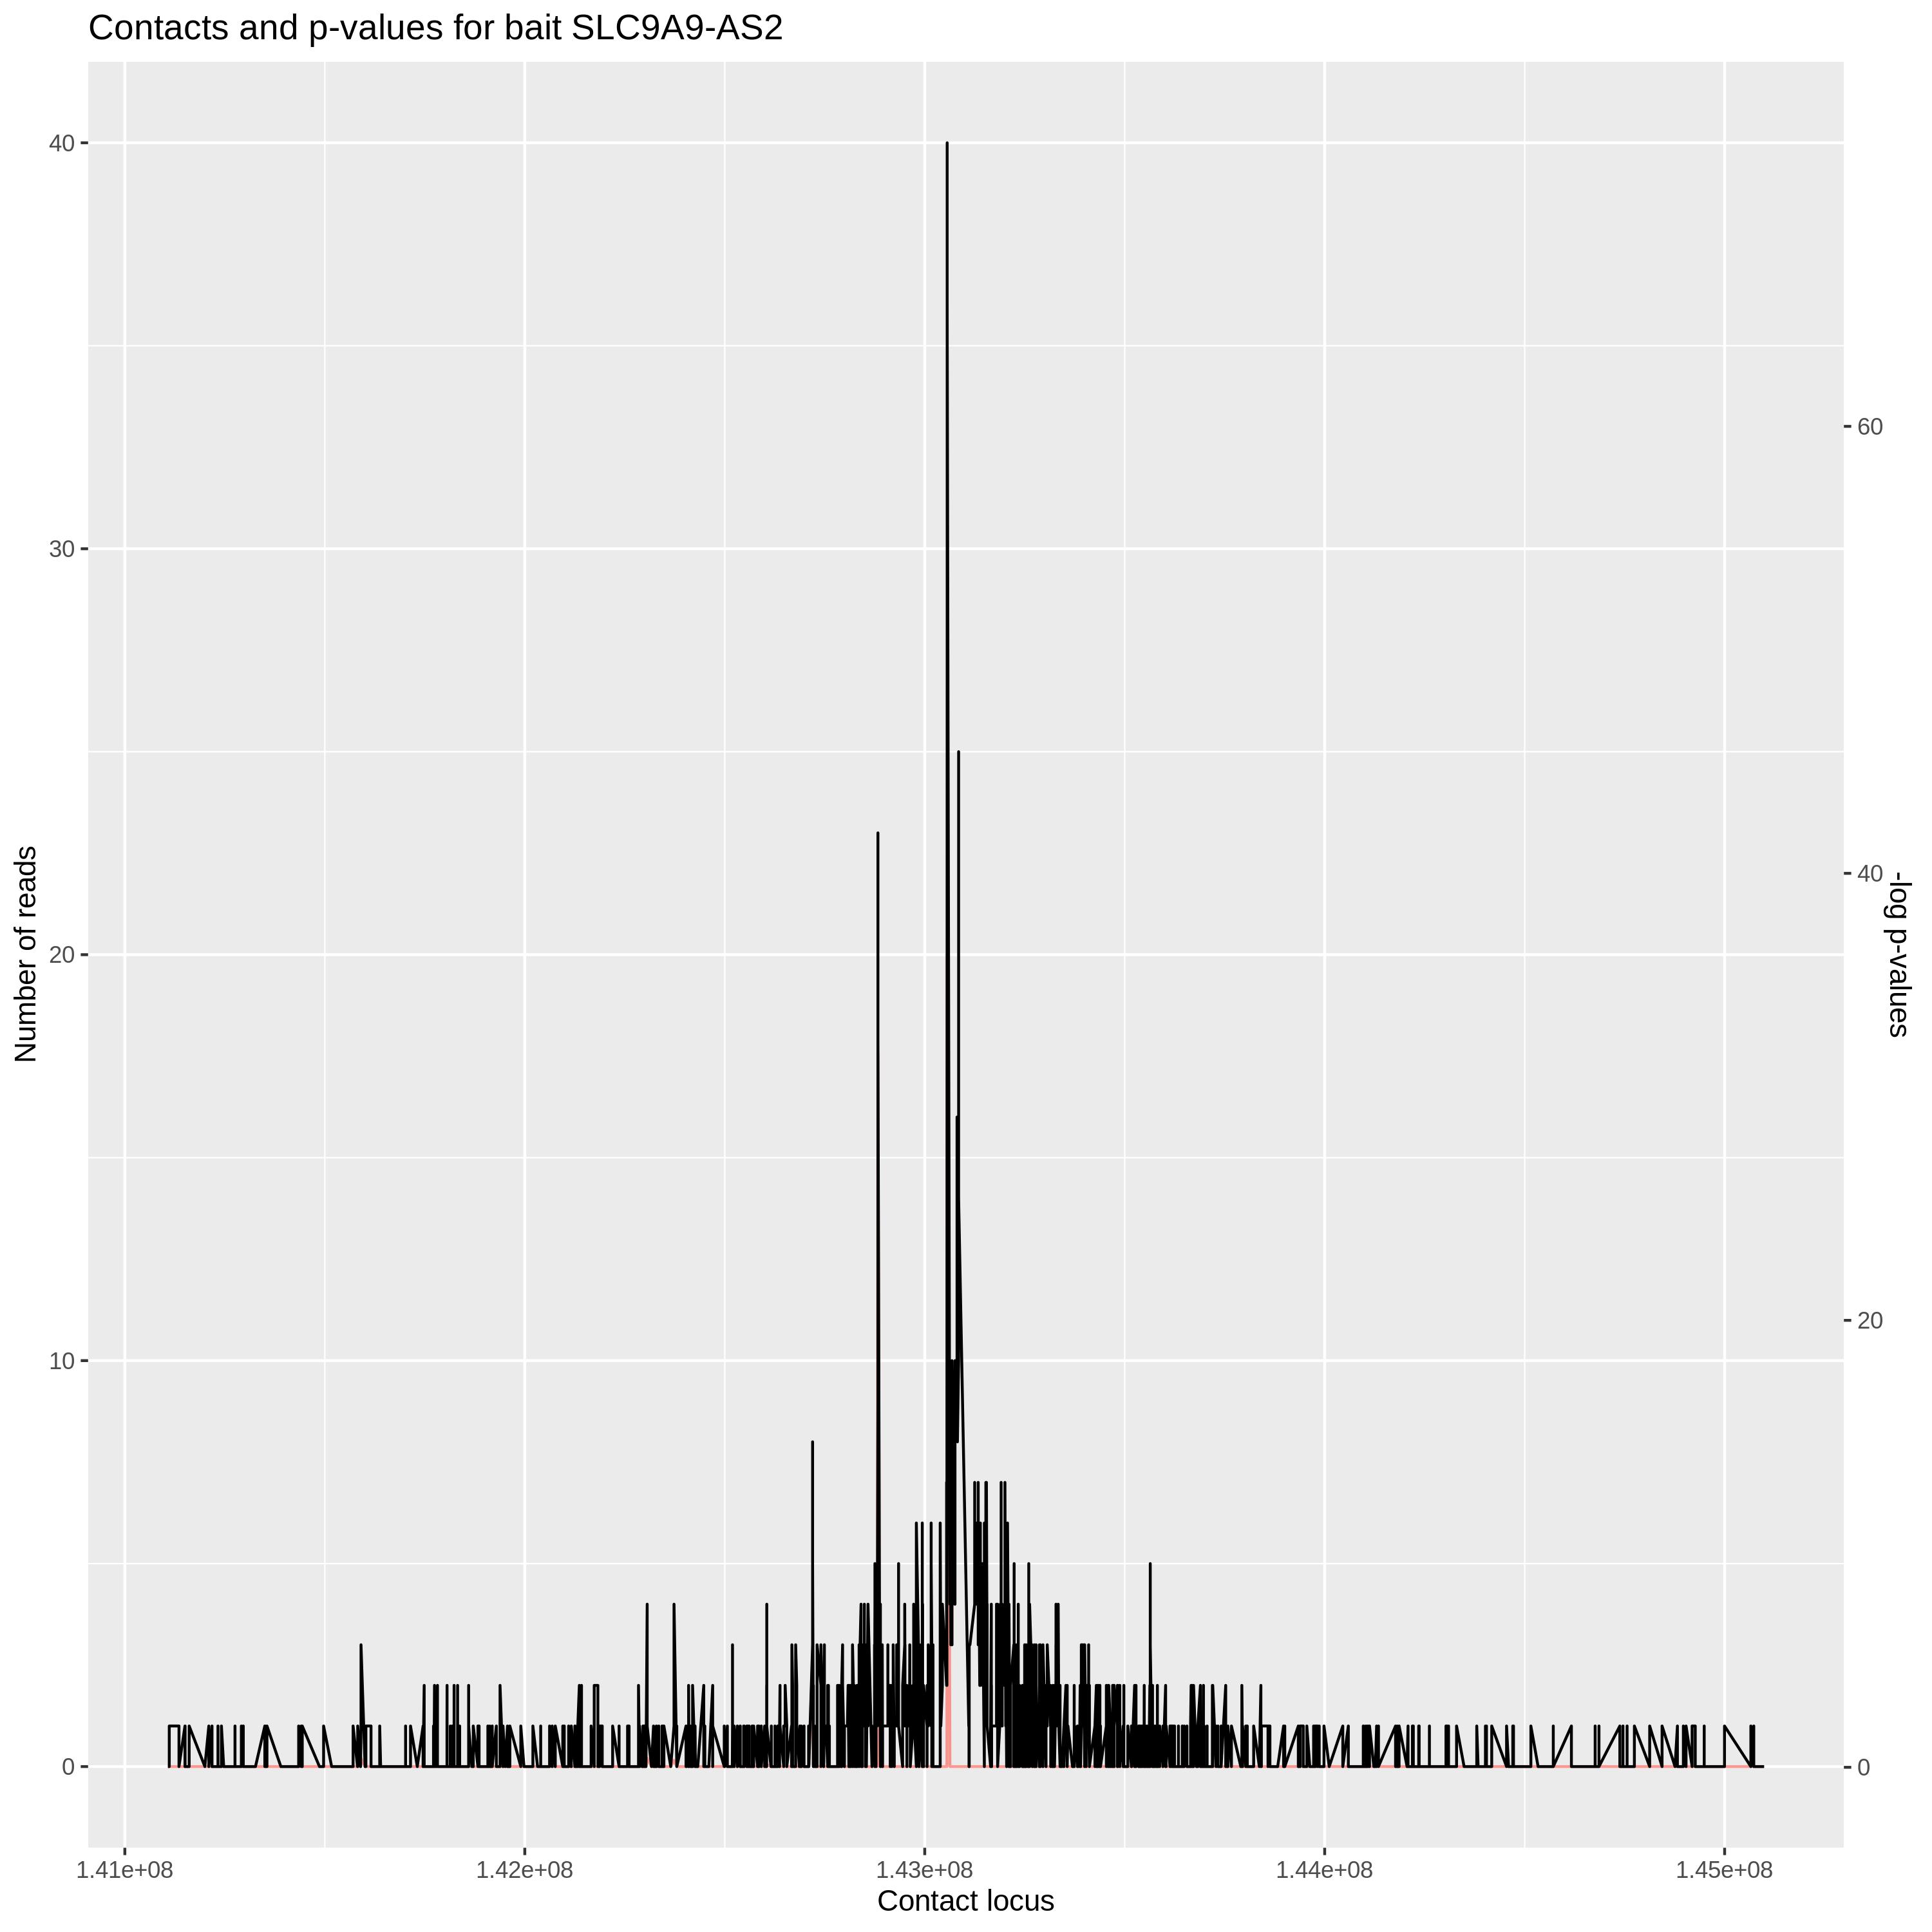 Contacts and p-values for bait SLC9A9-AS2
40
30
20
10
0
Number of reads
60
40
20
0
-log p-values
1.41e+08 1.42e+08 1.43e+08 1.44e+08 1.45e+08
Contact locus